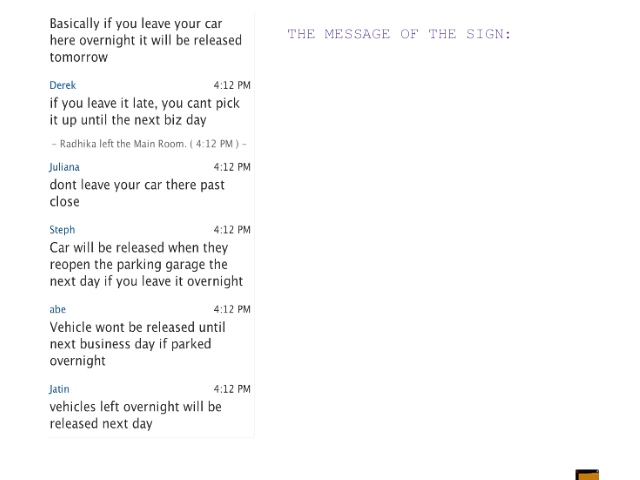 Basically if you leave your car
here overnight it will be released
tomorrow
Derek 4:12 PM
if you leave it late, you cant pick
it up until the next biz day
- Radhika left the Main Room. ( 4:12 PM ) -
Juliana 4:12 PM
dont leave your car there past
close
Steph 4:12 PM
Car will be released when they
reopen the parking garage the
next day if you leave it overnight
abe 4:12 PM
Vehicle wont be released until
next business day if parked
overnight
Jatin 4:12 PM
vehicles left overnight will be
released next day
THE MESSAGE OF THE SIGN: